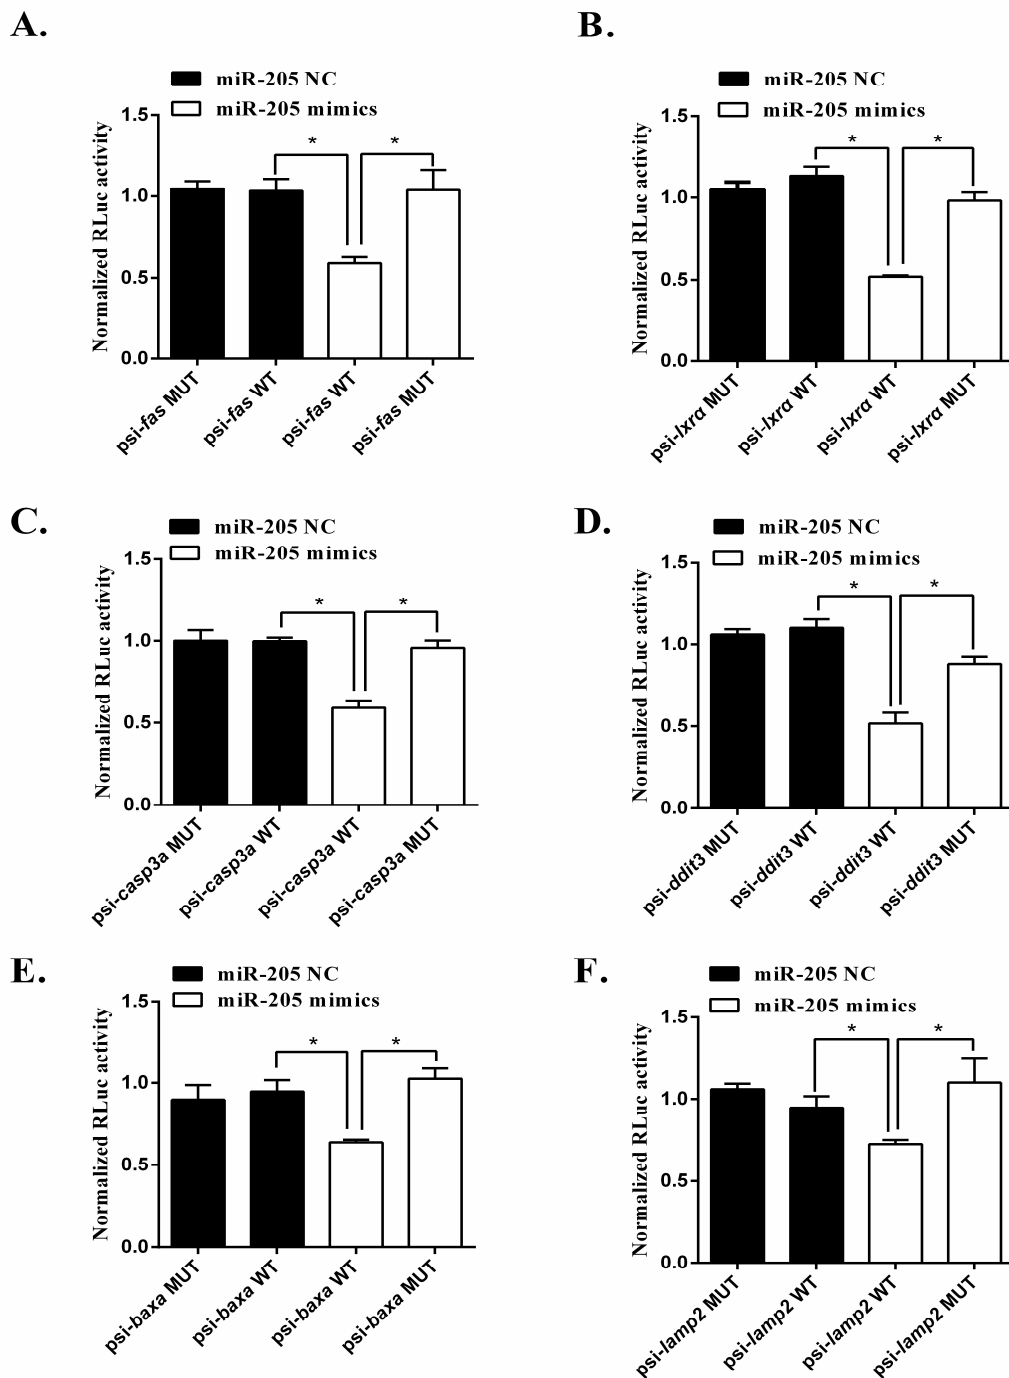 A.
miR-205 NC
miR-205 mimics
Normalized RLuc activity
1.5
1.0
0.5
0.0
*
*
psi-fas MUT
psi-fas WT
psi-fas WT
psi-fas MUT
B.
miR-205 NC
miR-205 mimics
Normalized RLuc activity
1.5
1.0
0.5
0.0
*
*
psi-lxrα MUT
psi-lxrα WT
psi-lxrα WT
psi-lxrα MUT
C.
miR-205 NC
miR-205 mimics
Normalized RLuc activity
1.5
1.0
0.5
0.0
*
*
psi-casp3a MUT
psi-casp3a WT
psi-casp3a WT
psi-casp3a MUT
D.
miR-205 NC
miR-205 mimics
Normalized RLuc activity
1.5
1.0
0.5
0.0
*
*
psi-ddit3 MUT
psi-ddit3 WT
psi-ddit3 WT
psi-ddit3 MUT
E.
miR-205 NC
miR-205 mimics
Normalized RLuc activity
1.5
1.0
0.5
0.0
*
*
psi-baxa MUT
psi-baxa WT
psi-baxa WT
psi-baxa MUT
F.
miR-205 NC
miR-205 mimics
Normalized RLuc activity
1.5
1.0
0.5
0.0
*
*
psi-lamp2 MUT
psi-lamp2 WT
psi-lamp2 WT
psi-lamp2 MUT